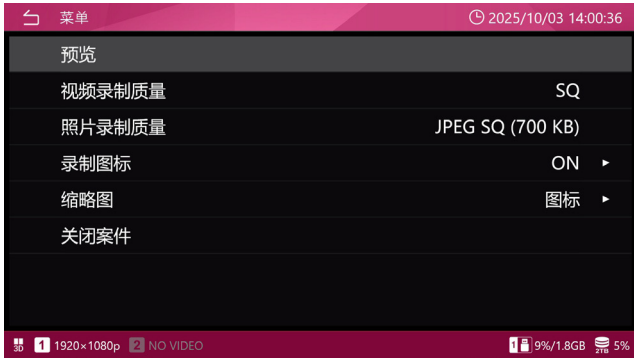 菜单 2025/10/03 14:00:36
预览
视频录制质量 SQ
照片录制质量 JPEG SQ (700 KB)
录制图标 ON
缩略图 图标
关闭案件
3D 1 1920×1080p 2 NO VIDEO 1 9%/1.8GB 2TB 5%